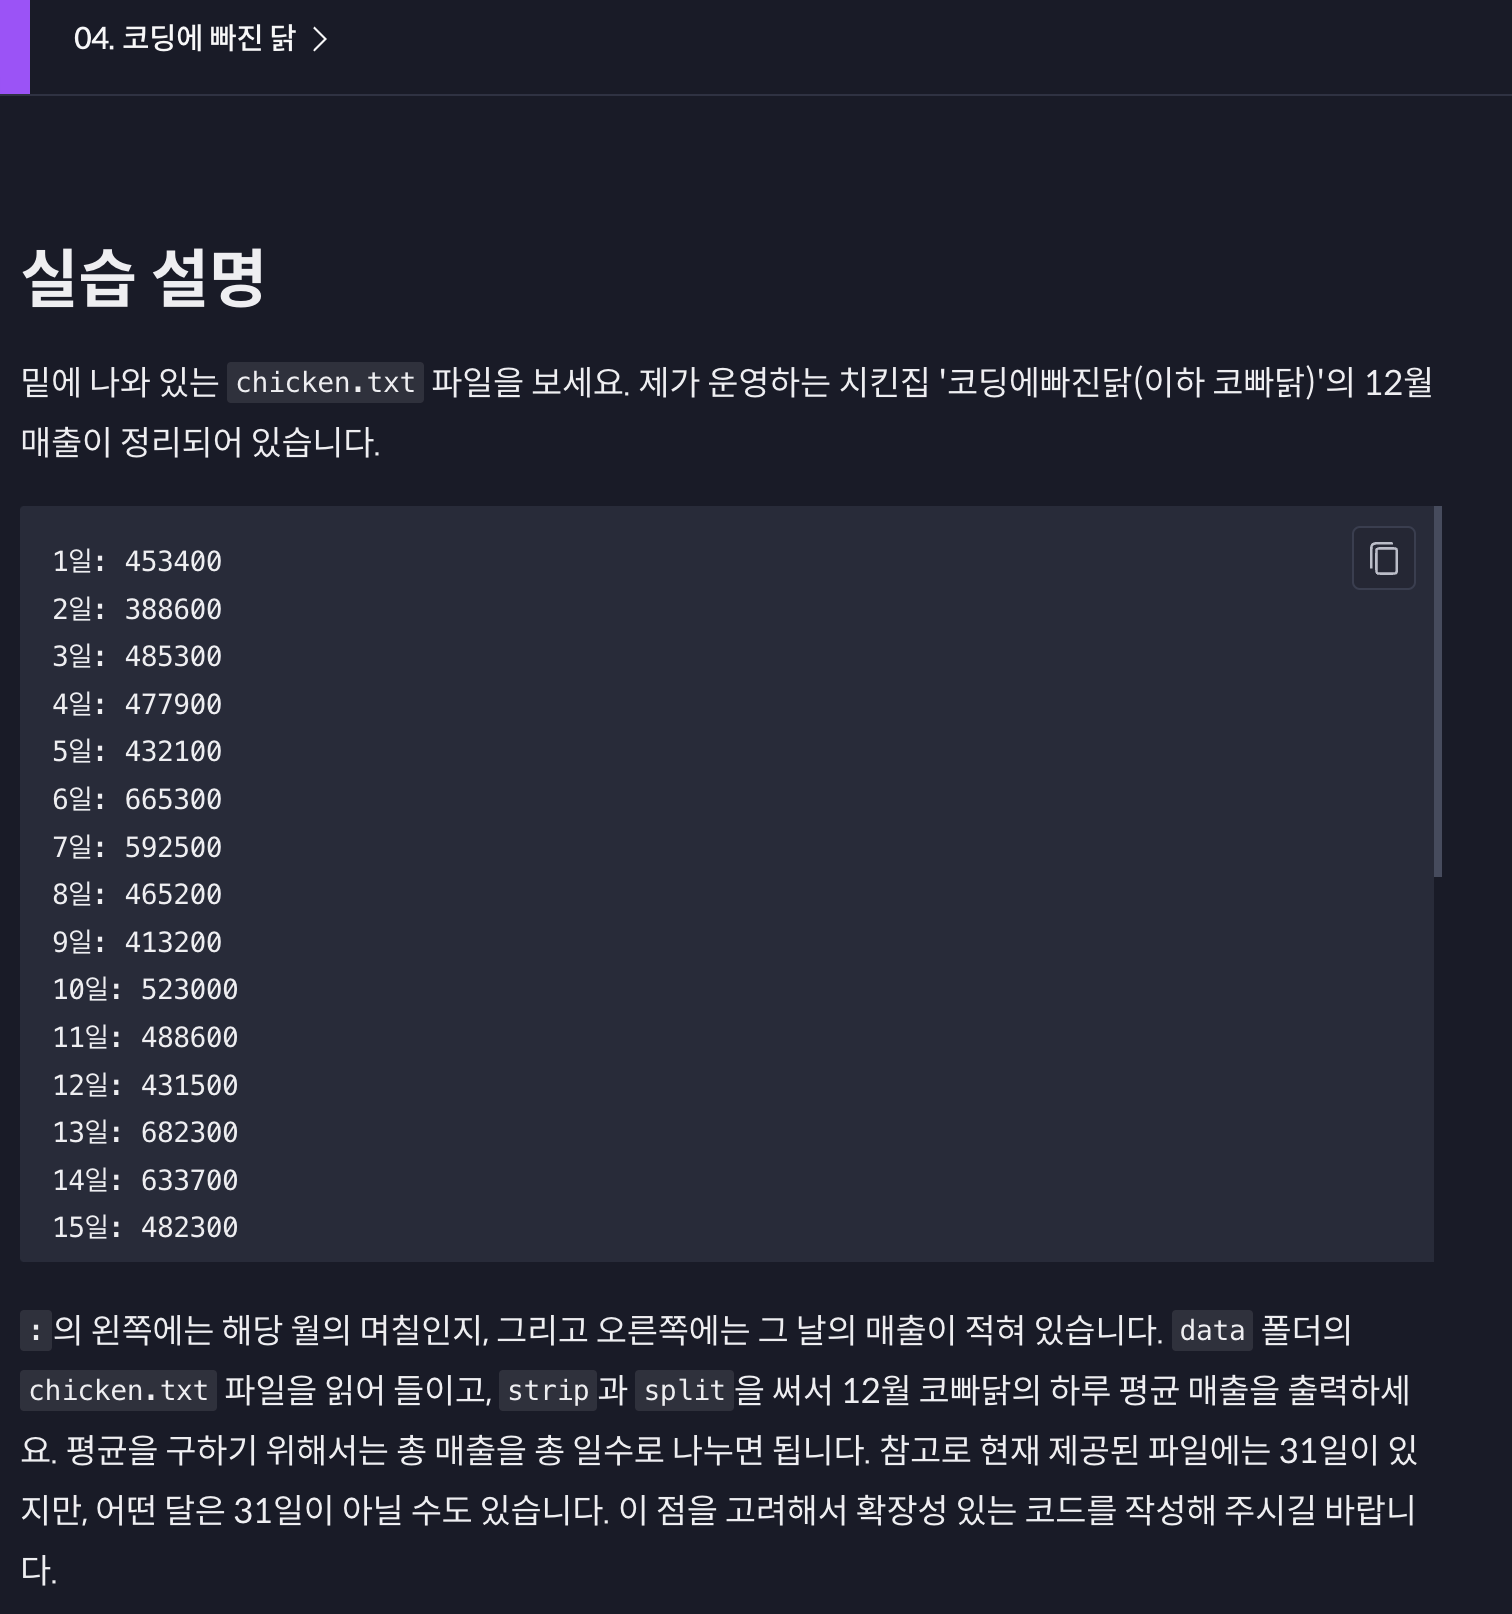 04. 코딩에 빠진 닭 >
실습 설명
밑에 나와 있는 chicken.txt 파일을 보세요. 제가 운영하는 치킨집 '코딩에빠진닭(이하 코빠닭)'의 12월
매출이 정리되어 있습니다.
1일: 453400
2일: 388600
3일: 485300
4일: 477900
5일: 432100
6일: 665300
7일: 592500
8일: 465200
9일: 413200
10일: 523000
11일: 488600
12일: 431500
13일: 682300
14일: 633700
15일: 482300
:의 왼쪽에는 해당 월의 며칠인지, 그리고 오른쪽에는 그 날의 매출이 적혀 있습니다. data 폴더의
chicken.txt 파일을 읽어 들이고, strip과 split을 써서 12월 코빠닭의 하루 평균 매출을 출력하세
요. 평균을 구하기 위해서는 총 매출을 총 일수로 나누면 됩니다. 참고로 현재 제공된 파일에는 31일이 있
지만, 어떤 달은 31일이 아닐 수도 있습니다. 이 점을 고려해서 확장성 있는 코드를 작성해 주시길 바랍니
다.